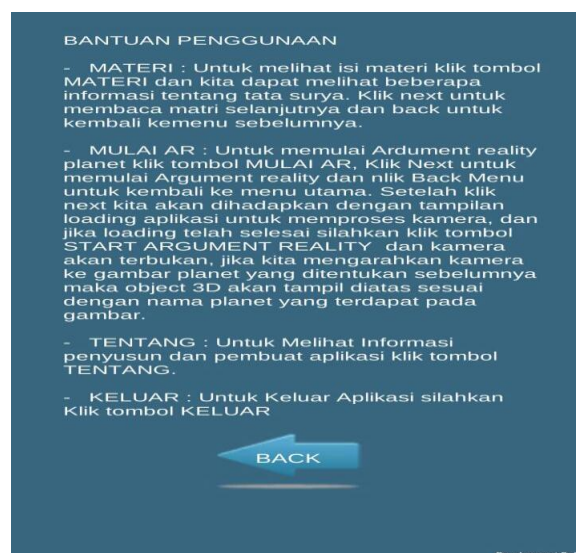 BANTUAN PENGGUNAAN
-   MATERI : Untuk melihat isi materi klik tombol
MATERI dan kita dapat melihat beberapa
informasi tentang tata surya. Klik next untuk
membaca matri selanjutnya dan back untuk
kembali kemenu sebelumnya.
-   MULAI AR : Untuk memulai Ardument reality
planet klik tombol MULAI AR, Klik Next untuk
memulai Argument reality dan nlik Back Menu
untuk kembali ke menu utama. Setelah klik
next kita akan dihadapkan dengan tampilan
loading aplikasi untuk memproses kamera, dan
jika loading telah selesai silahkan klik tombol
START ARGUMENT REALITY  dan kamera
akan terbukan, jika kita mengarahkan kamera
ke gambar planet yang ditentukan sebelumnya
maka object 3D akan tampil diatas sesuai
dengan nama planet yang terdapat pada
gambar.
-   TENTANG : Untuk Melihat Informasi
penyusun dan pembuat aplikasi klik tombol
TENTANG.
-   KELUAR : Untuk Keluar Aplikasi silahkan
Klik tombol KELUAR
BACK